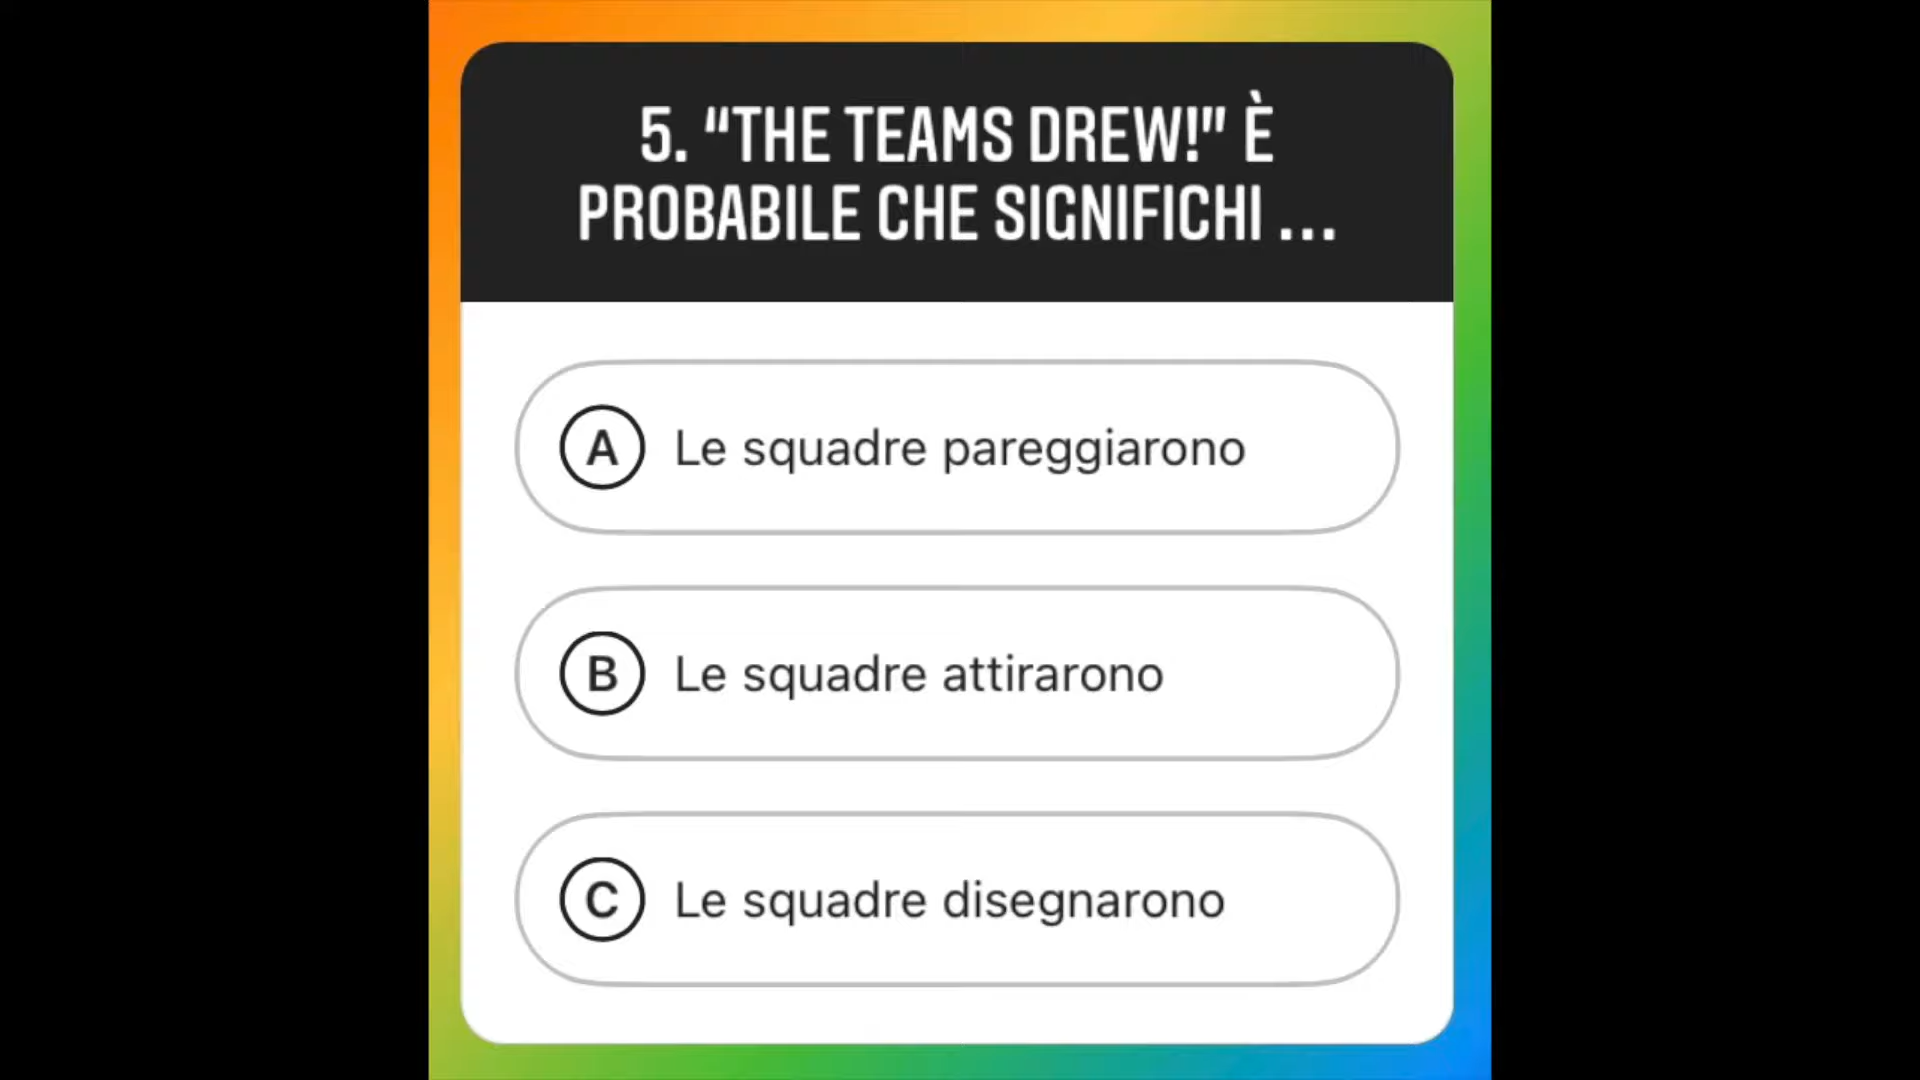 5. “THE TEAMS DREW!” È
PROBABILE CHE SIGNIFICHI ...
A Le squadre pareggiarono
B Le squadre attirarono
C Le squadre disegnarono